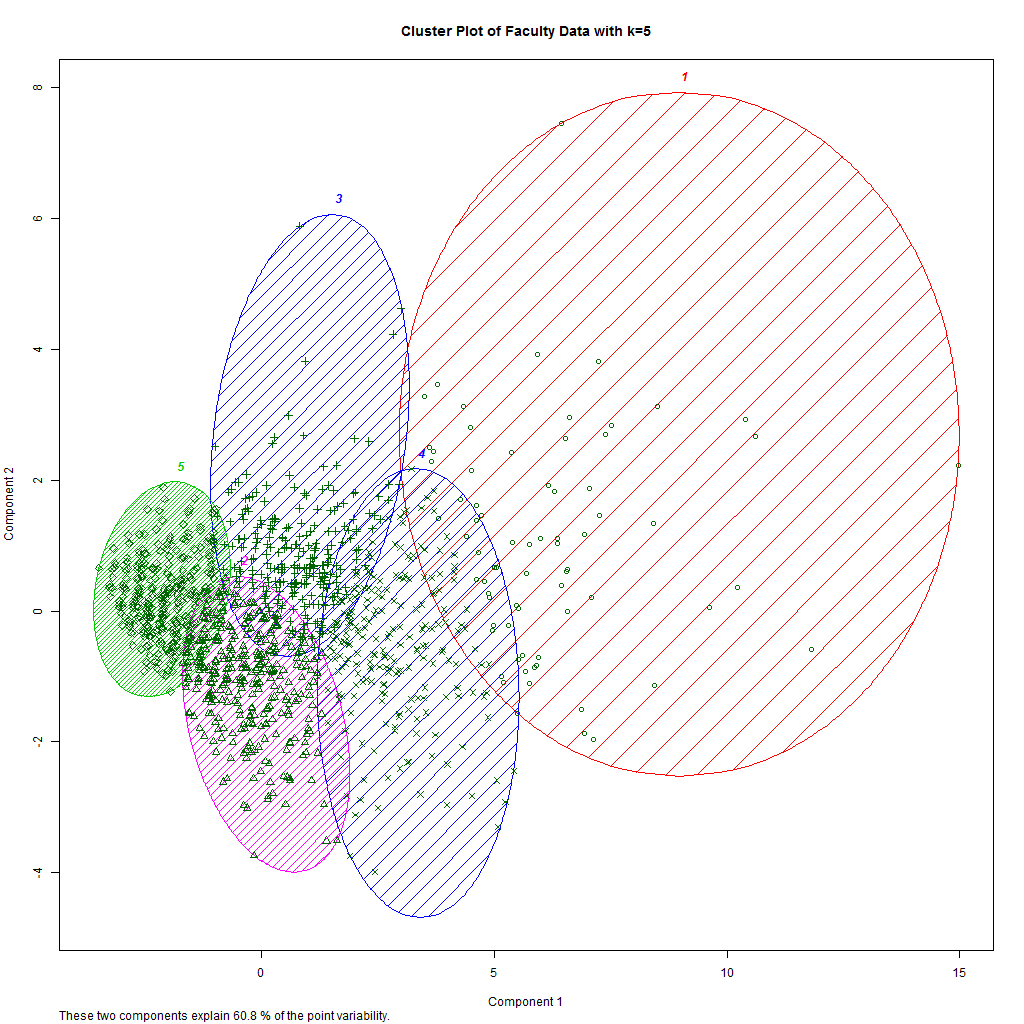 Cluster Plot of Faculty Data with k=5
1
3
4
5
2
8
6
4
2
0
-2
-4
Component 2
0 5 10 15
Component 1
These two components explain 60.8 % of the point variability.